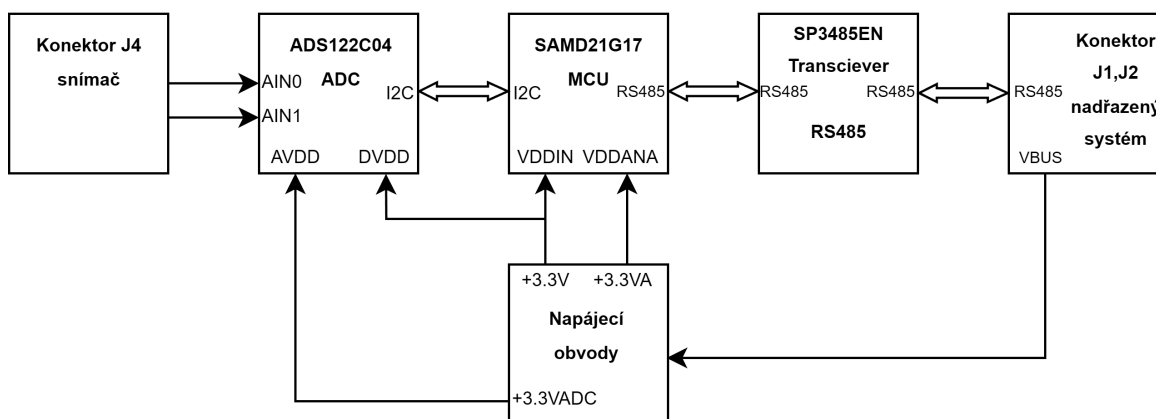 Konektor J4
snímač
ADS122C04
ADC
AIN0
AIN1
I2C
AVDD
DVDD
SAMD21G17
MCU
I2C
RS485
VDDIN
VDDANA
SP3485EN
Transciever
RS485
RS485
RS485
Konektor
J1,J2
nadřazený
systém
RS485
VBUS
+3.3V
+3.3VA
Napájecí
obvody
+3.3VADC